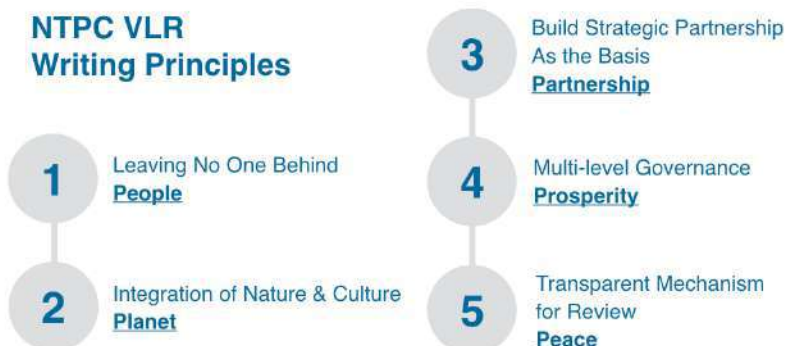 NTPC VLR
Writing Principles
1
Leaving No One Behind
People
2
Integration of Nature & Culture
Planet
3
Build Strategic Partnership
As the Basis
Partnership
4
Multi-level Governance
Prosperity
5
Transparent Mechanism
for Review
Peace